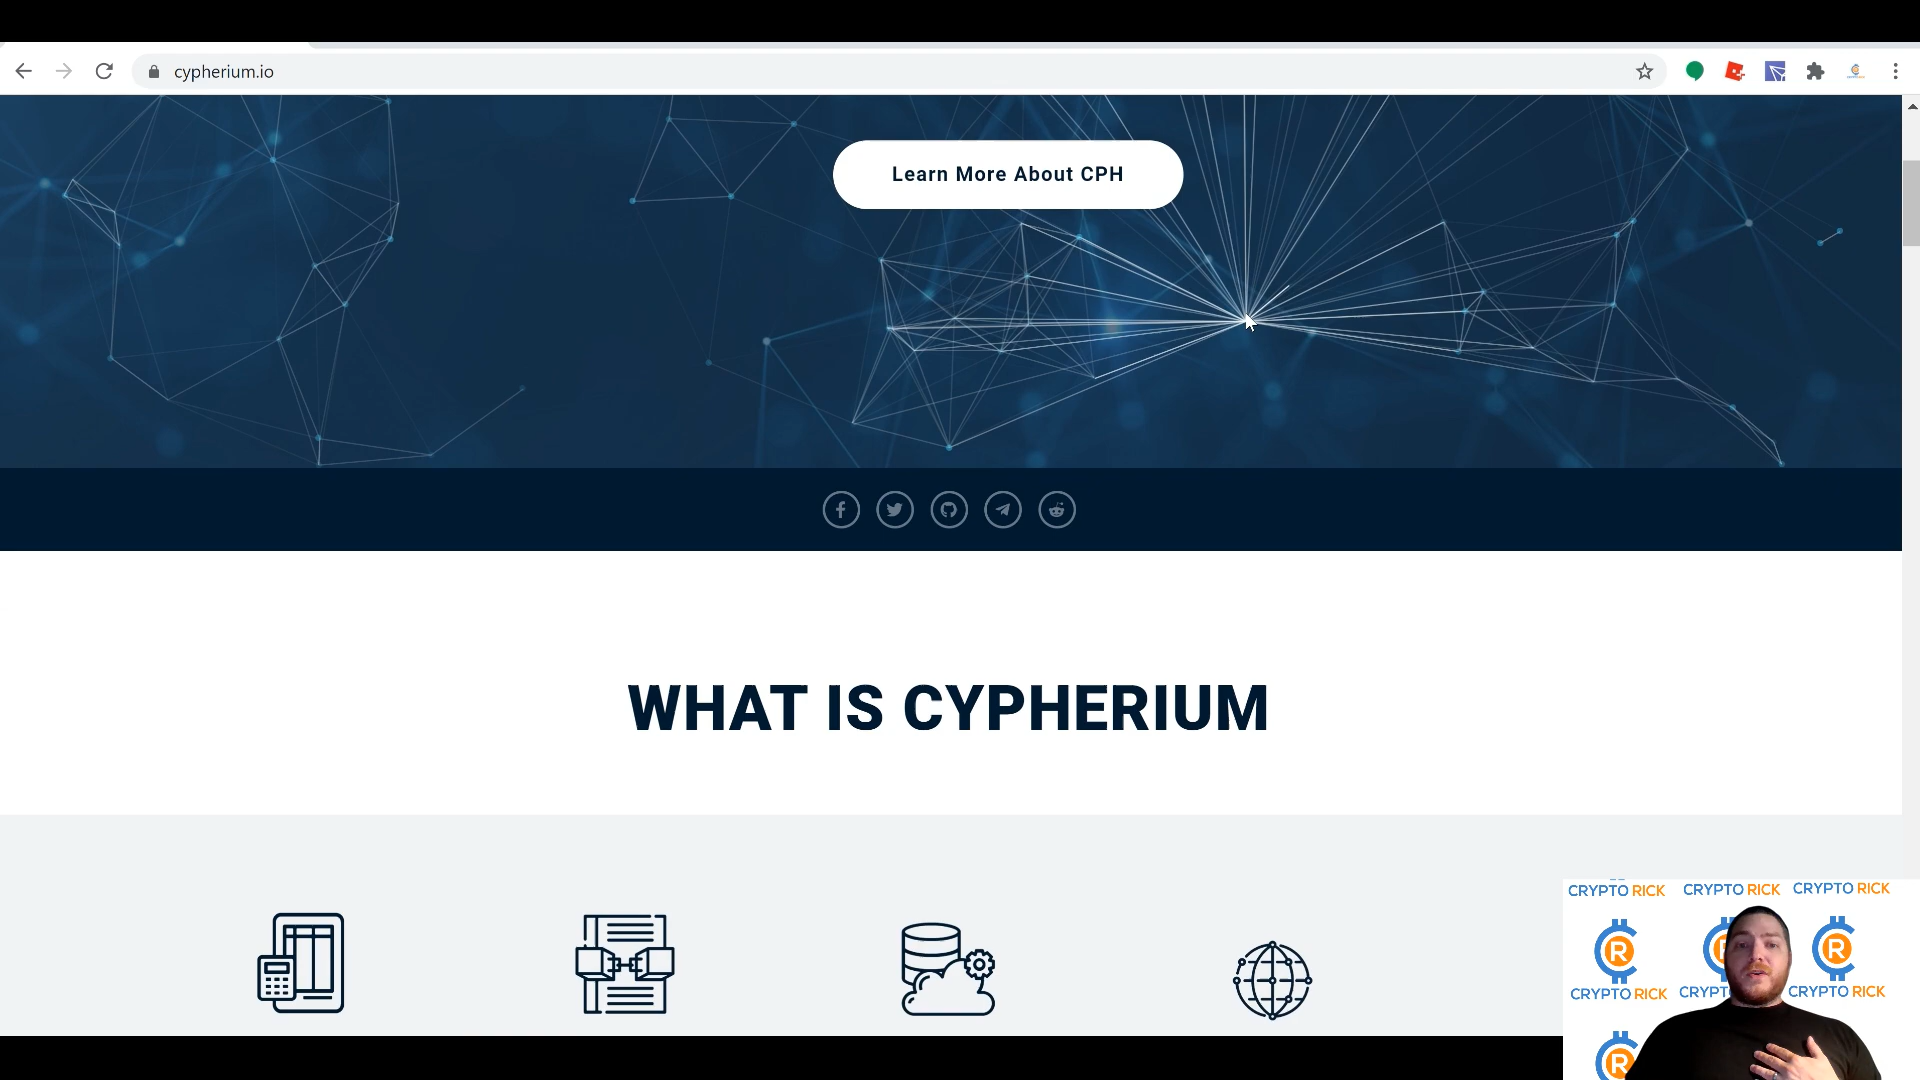 cypherium.io
Learn More About CPH
WHAT IS CYPHERIUM
CRYPTO RICK CRYPTO RICK CRYPTO RICK
R R
CRYPTO RICK CRYPTO RICK
R